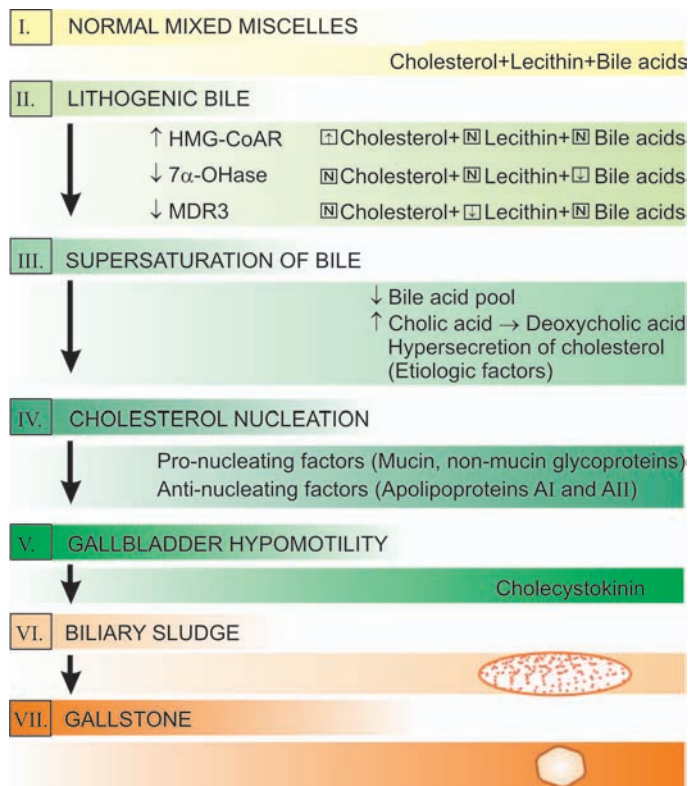 I. NORMAL MIXED MISCELLES
Cholesterol+Lecithin+Bile acids
II. LITHOGENIC BILE
↑ HMG-CoAR ↑Cholesterol+ N Lecithin+ N Bile acids
↓ 7α-OHase N Cholesterol+ N Lecithin+ ↓ Bile acids
↓ MDR3 N Cholesterol+ ↓ Lecithin+ N Bile acids
III. SUPERSATURATION OF BILE
↓ Bile acid pool
↑ Cholic acid → Deoxycholic acid
Hypersecretion of cholesterol
(Etiologic factors)
IV. CHOLESTEROL NUCLEATION
Pro-nucleating factors (Mucin, non-mucin glycoproteins)
Anti-nucleating factors (Apolipoproteins AI and AII)
V. GALLBLADDER HYPOMOTILITY
Cholecystokinin
VI. BILIARY SLUDGE
VII. GALLSTONE